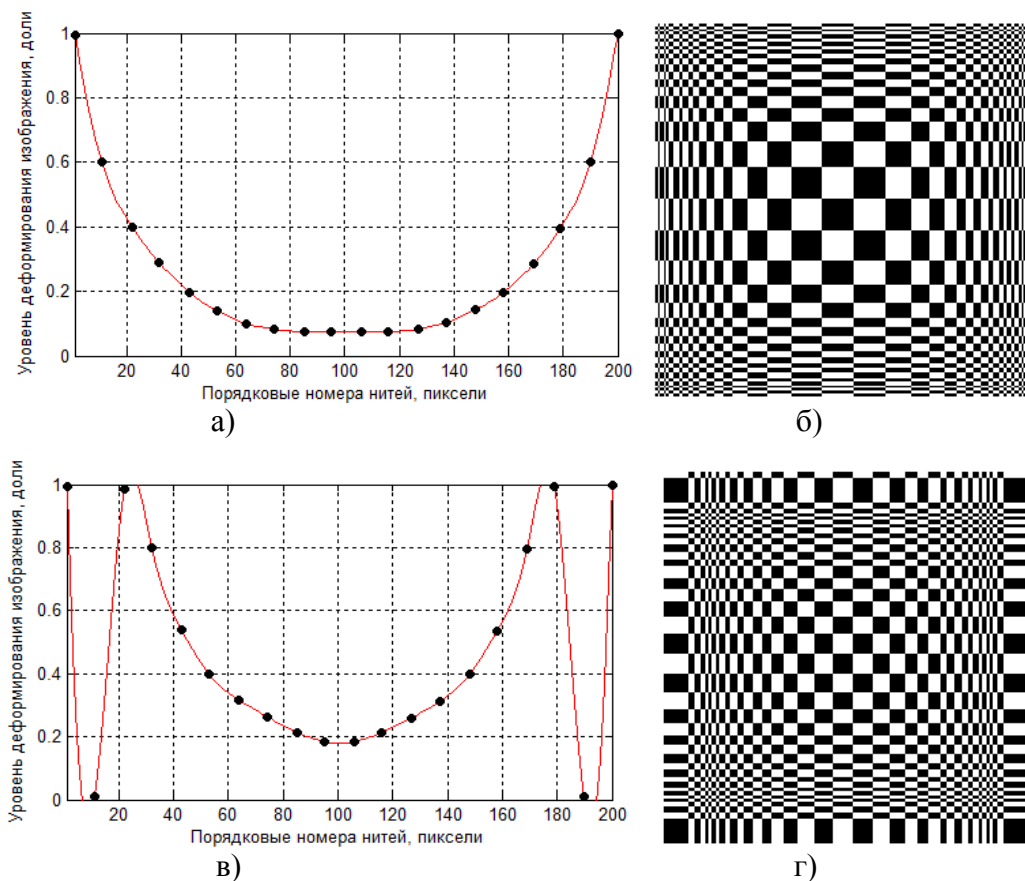 Уровень деформирования изображения, доли
1
0.8
0.6
0.4
0.2
0
20 40 60 80 100 120 140 160 180 200
Порядковые номера нитей, пиксели
а)
б)
Уровень деформирования изображения, доли
1
0.8
0.6
0.4
0.2
0
20 40 60 80 100 120 140 160 180 200
Порядковые номера нитей, пиксели
в)
г)